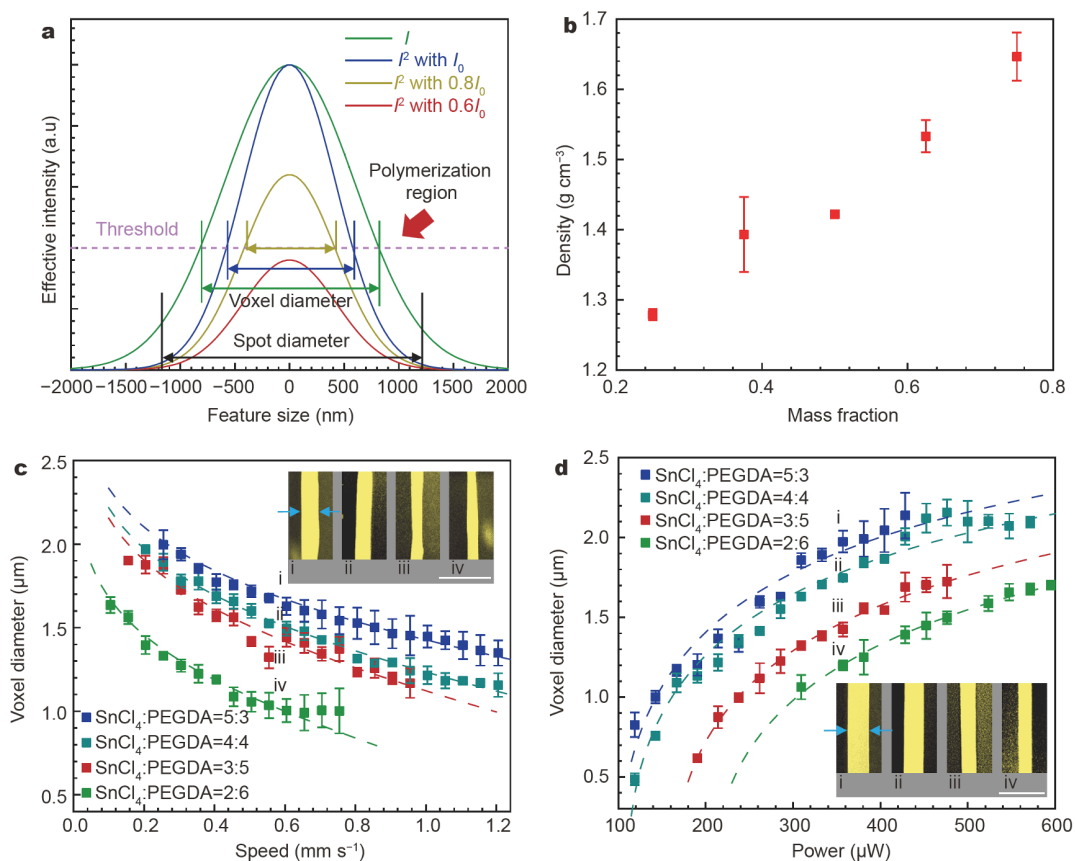 a
I
I² with I₀
I² with 0.8I₀
I² with 0.6I₀
Polymerization
region
Threshold
Voxel diameter
Spot diameter
Effective intensity (a.u)
−2000 −1000 −500 0 500 1000 2000
Feature size (nm)
b
1.7
1.6
1.5
1.4
1.3
1.2
Density (g cm⁻³)
0.2 0.4 0.6 0.8
Mass fraction
c
2.5
2.0
1.5
1.0
0.5
Voxel diameter (μm)
i
ii
iii
iv
i ii iii iv
SnCl₄:PEGDA=5:3
SnCl₄:PEGDA=4:4
SnCl₄:PEGDA=3:5
SnCl₄:PEGDA=2:6
0.0 0.2 0.4 0.6 0.8 1.0 1.2
Speed (mm s⁻¹)
d
2.5
2.0
1.5
1.0
0.5
Voxel diameter (μm)
SnCl₄:PEGDA=5:3
SnCl₄:PEGDA=4:4
SnCl₄:PEGDA=3:5
SnCl₄:PEGDA=2:6
i
ii
iii
iv
i ii iii iv
100 200 300 400 500 600
Power (μW)